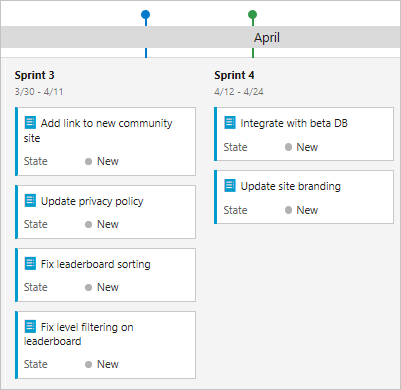 April
Sprint 3
3/30 - 4/11
Add link to new community
site
State New
Update privacy policy
State New
Fix leaderboard sorting
State New
Fix level filtering on
leaderboard
State New
Sprint 4
4/12 - 4/24
Integrate with beta DB
State New
Update site branding
State New